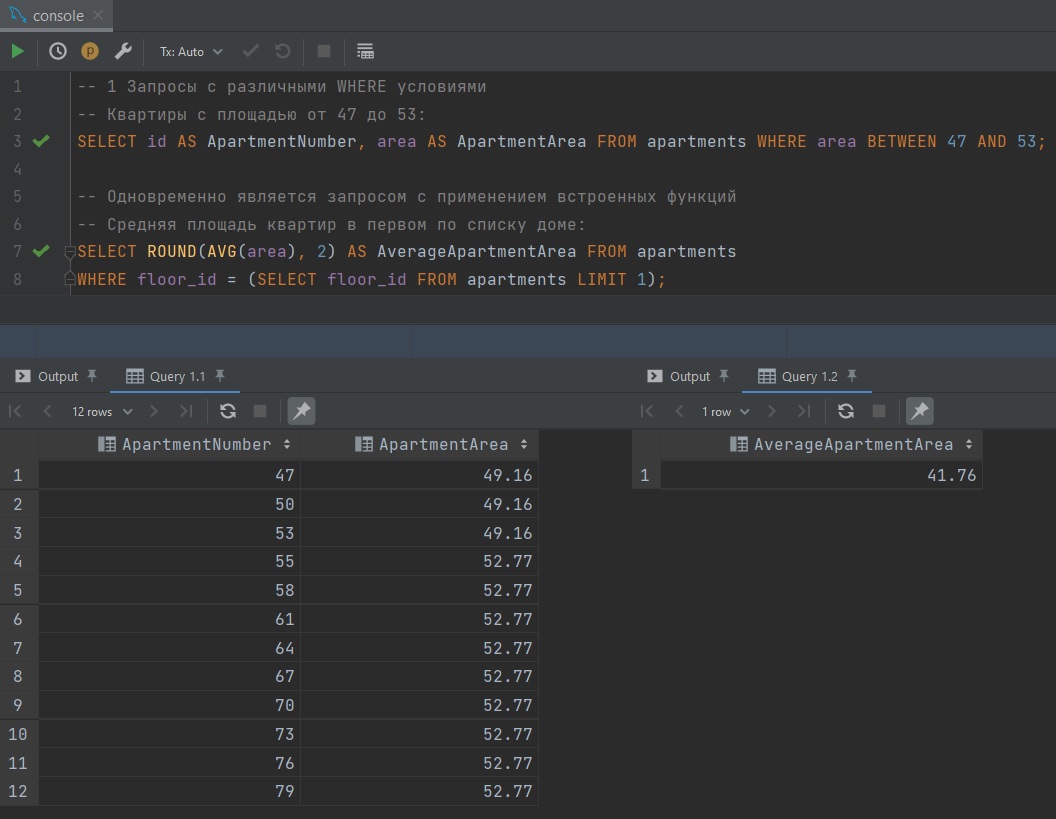 console
Tx: Auto
1 -- 1 Запросы с различными WHERE условиями
2 -- Квартиры с площадью от 47 до 53:
3 SELECT id AS ApartmentNumber, area AS ApartmentArea FROM apartments WHERE area BETWEEN 47 AND 53;
4
5 -- Одновременно является запросом с применением встроенных функций
6 -- Средняя площадь квартир в первом по списку доме:
7 SELECT ROUND(AVG(area), 2) AS AverageApartmentArea FROM apartments
8 WHERE floor_id = (SELECT floor_id FROM apartments LIMIT 1);
Output Query 1.1
12 rows
ApartmentNumber ApartmentArea
1 47 49.16
2 50 49.16
3 53 49.16
4 55 52.77
5 58 52.77
6 61 52.77
7 64 52.77
8 67 52.77
9 70 52.77
10 73 52.77
11 76 52.77
12 79 52.77
Output Query 1.2
1 row
AverageApartmentArea
1 41.76